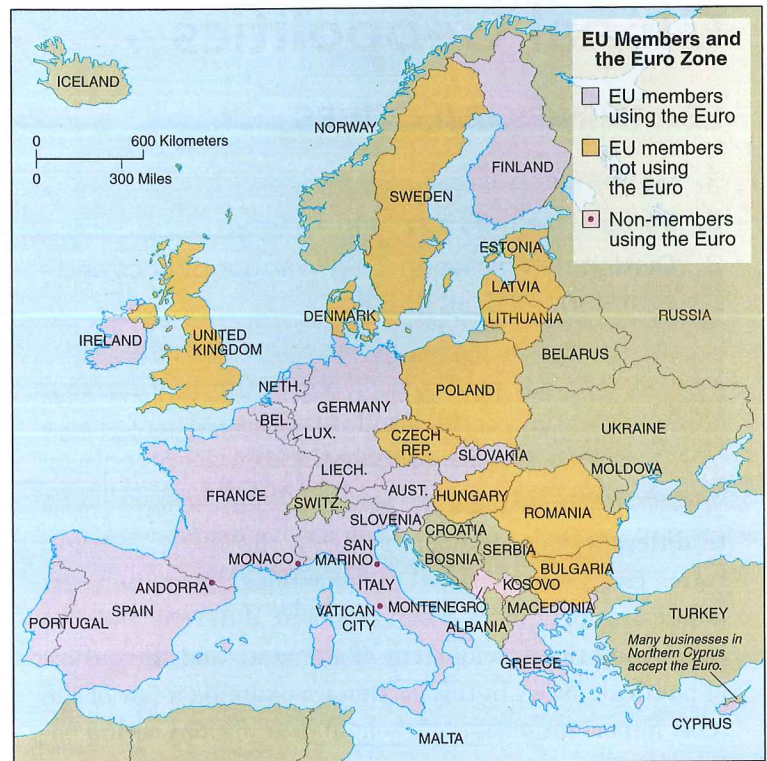 EU Members and
the Euro Zone
EU members
using the Euro
EU members
not using
the Euro
Non-members
using the Euro
ICELAND
0 600 Kilometers
0 300 Miles
NORWAY
FINLAND
SWEDEN
ESTONIA
LATVIA
DENMARK
LITHUANIA
RUSSIA
IRELAND
UNITED
KINGDOM
BELARUS
NETH.
GERMANY
POLAND
BEL.
LUX.
CZECH
REP.
UKRAINE
SLOVAKIA
LIECH.
MOLDOVA
FRANCE
SWITZ.
AUST.
HUNGARY
ROMANIA
SLOVENIA
CROATIA
SAN
MARINO
BOSNIA
SERBIA
MONACO
ITALY
BULGARIA
ANDORRA
KOSOVO
SPAIN
PORTUGAL
VATICAN
CITY
MONTENEGRO
MACEDONIA
TURKEY
ALBANIA
Many businesses in
Northern Cyprus
accept the Euro.
GREECE
CYPRUS
MALTA